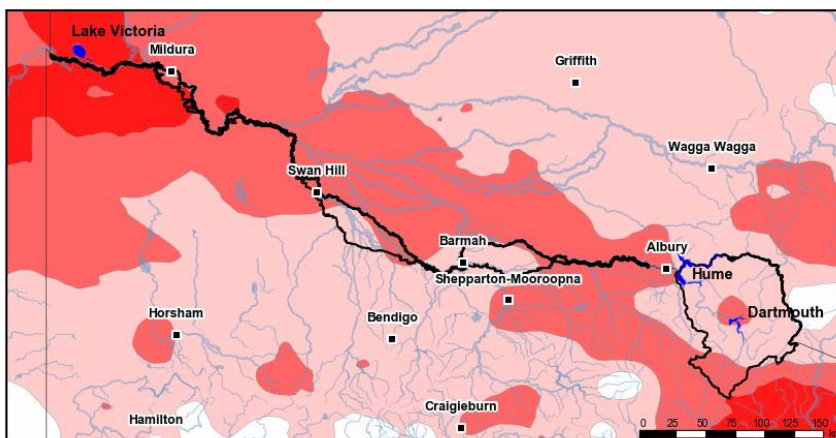 Lake Victoria
Mildura
Griffith
Wagga Wagga
Swan Hill
Barmah
Albury
Hume
Shepparton-Mooroopna
Dartmouth
Horsham
Bendigo
Hamilton
Craigieburn
0 25 50 75 100 125 150